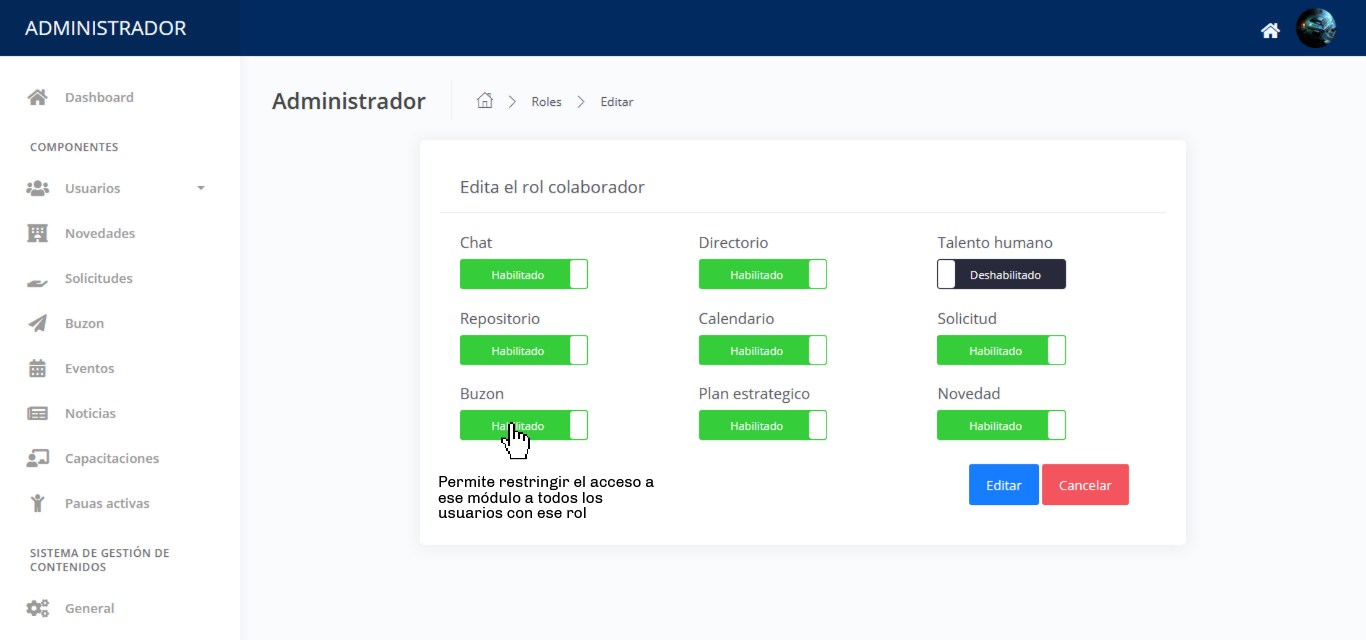 ADMINISTRADOR
Dashboard
COMPONENTES
Usuarios
Novedades
Solicitudes
Buzon
Eventos
Noticias
Capacitaciones
Pauas activas
SISTEMA DE GESTIÓN DE
CONTENIDOS
General
Administrador
Roles
Editar
Edita el rol colaborador
Chat
Directorio
Talento humano
Habilitado
Habilitado
Deshabilitado
Repositorio
Calendario
Solicitud
Habilitado
Habilitado
Habilitado
Buzon
Plan estrategico
Novedad
Habilitado
Habilitado
Habilitado
Permite restringir el acceso a
ese módulo a todos los
usuarios con ese rol
Editar
Cancelar